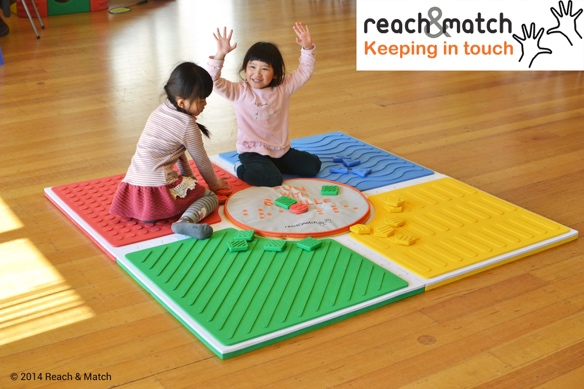 reach&match
Keeping in touch
© 2014 Reach & Match